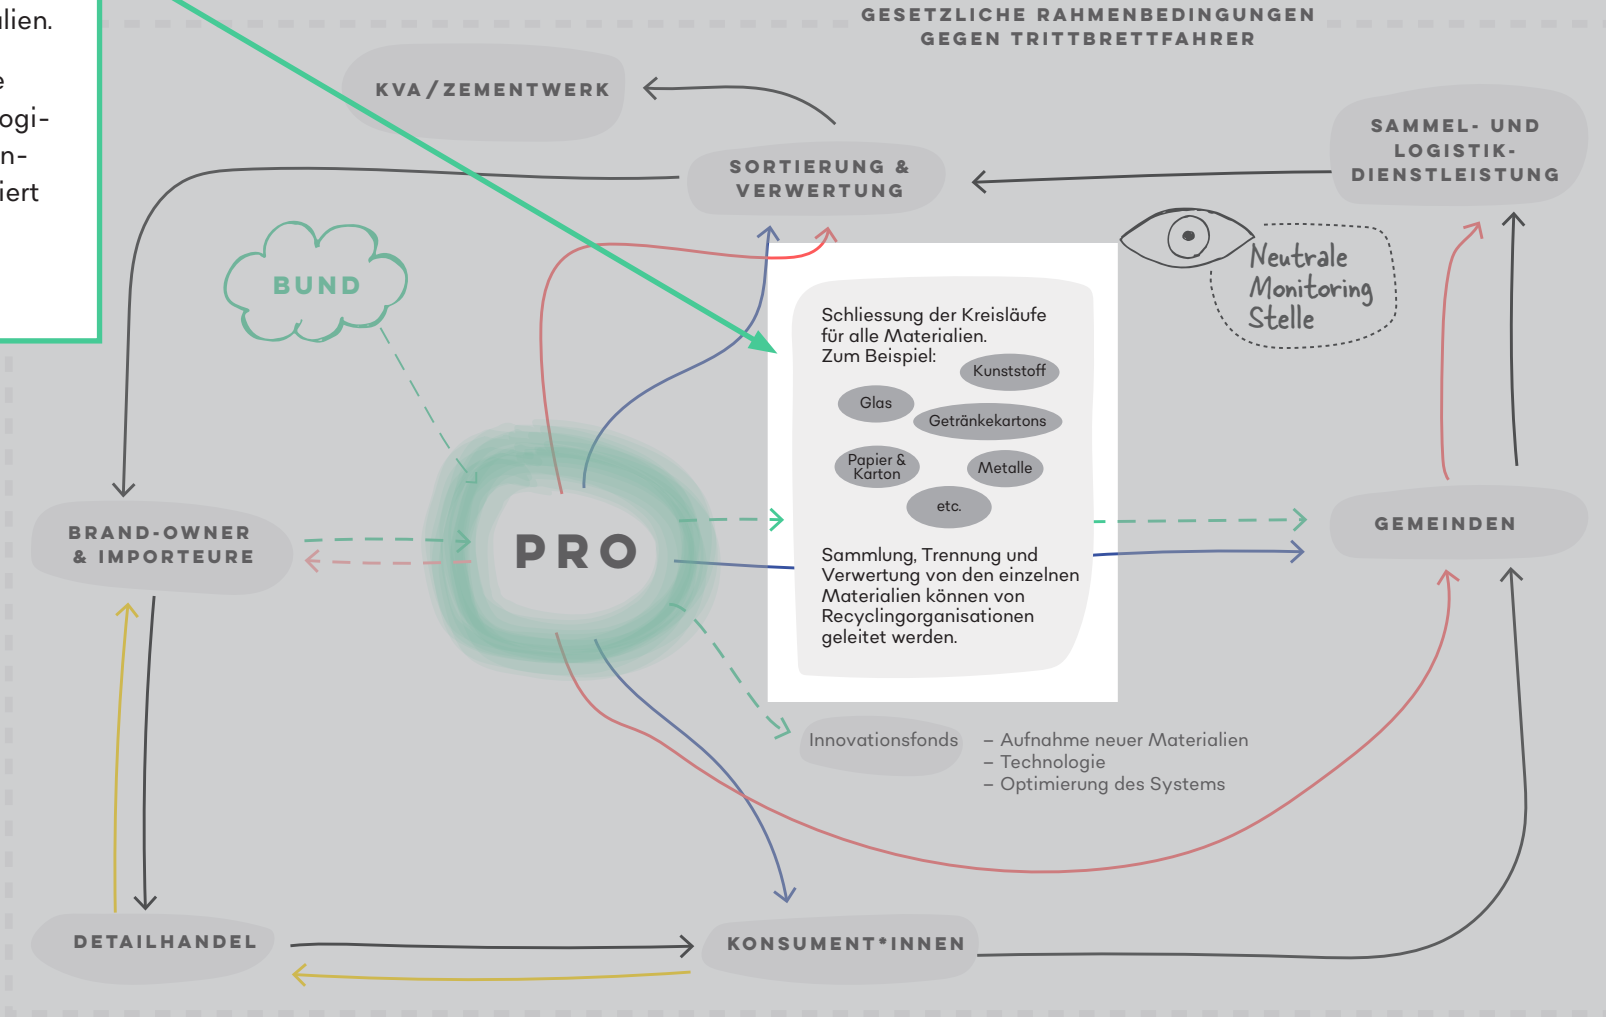 GESETZLICHE RAHMENBEDINGUNGEN
GEGEN TRITTBRETTFAHRER
KVA/ZEMENTWERK
SORTIERUNG &
VERWERTUNG
SAMMEL- UND
LOGISTIK-
DIENSTLEISTUNG
BUND
Neutrale
Monitoring
Stelle
Schliessung der Kreisläufe
für alle Materialien.
Zum Beispiel:
Kunststoff
Glas
Getränkekartons
Papier &
Karton
Metalle
etc.
Sammlung, Trennung und
Verwertung von den einzelnen
Materialien können von
Recyclingorganisationen
geleitet werden.
BRAND-OWNER
& IMPORTEURE
PRO
GEMEINDEN
Innovationsfonds
– Aufnahme neuer Materialien
– Technologie
– Optimierung des Systems
DETAILHANDEL
KONSUMENT*INNEN